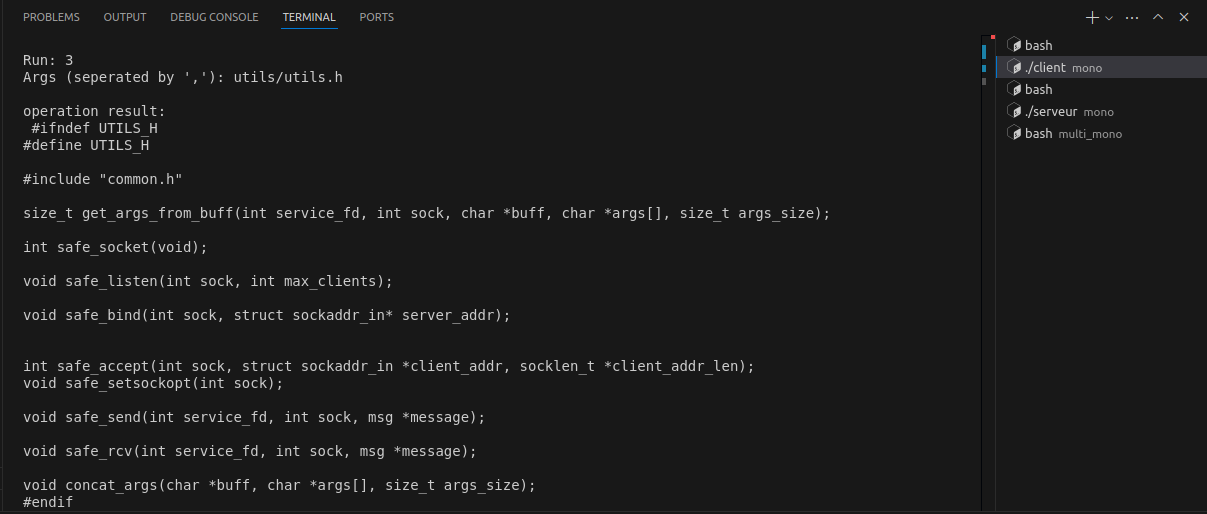 PROBLEMS OUTPUT DEBUG CONSOLE TERMINAL PORTS
Run: 3
Args (seperated by ','): utils/utils.h
operation result:
#ifndef UTILS_H
#define UTILS_H
#include "common.h"
size_t get_args_from_buff(int service_fd, int sock, char *buff, char *args[], size_t args_size);
int safe_socket(void);
void safe_listen(int sock, int max_clients);
void safe_bind(int sock, struct sockaddr_in* server_addr);
int safe_accept(int sock, struct sockaddr_in *client_addr, socklen_t *client_addr_len);
void safe_setsockopt(int sock);
void safe_send(int service_fd, int sock, msg *message);
void safe_rcv(int service_fd, int sock, msg *message);
void concat_args(char *buff, char *args[], size_t args_size);
#endif
bash
./client mono
bash
./serveur mono
bash multi_mono